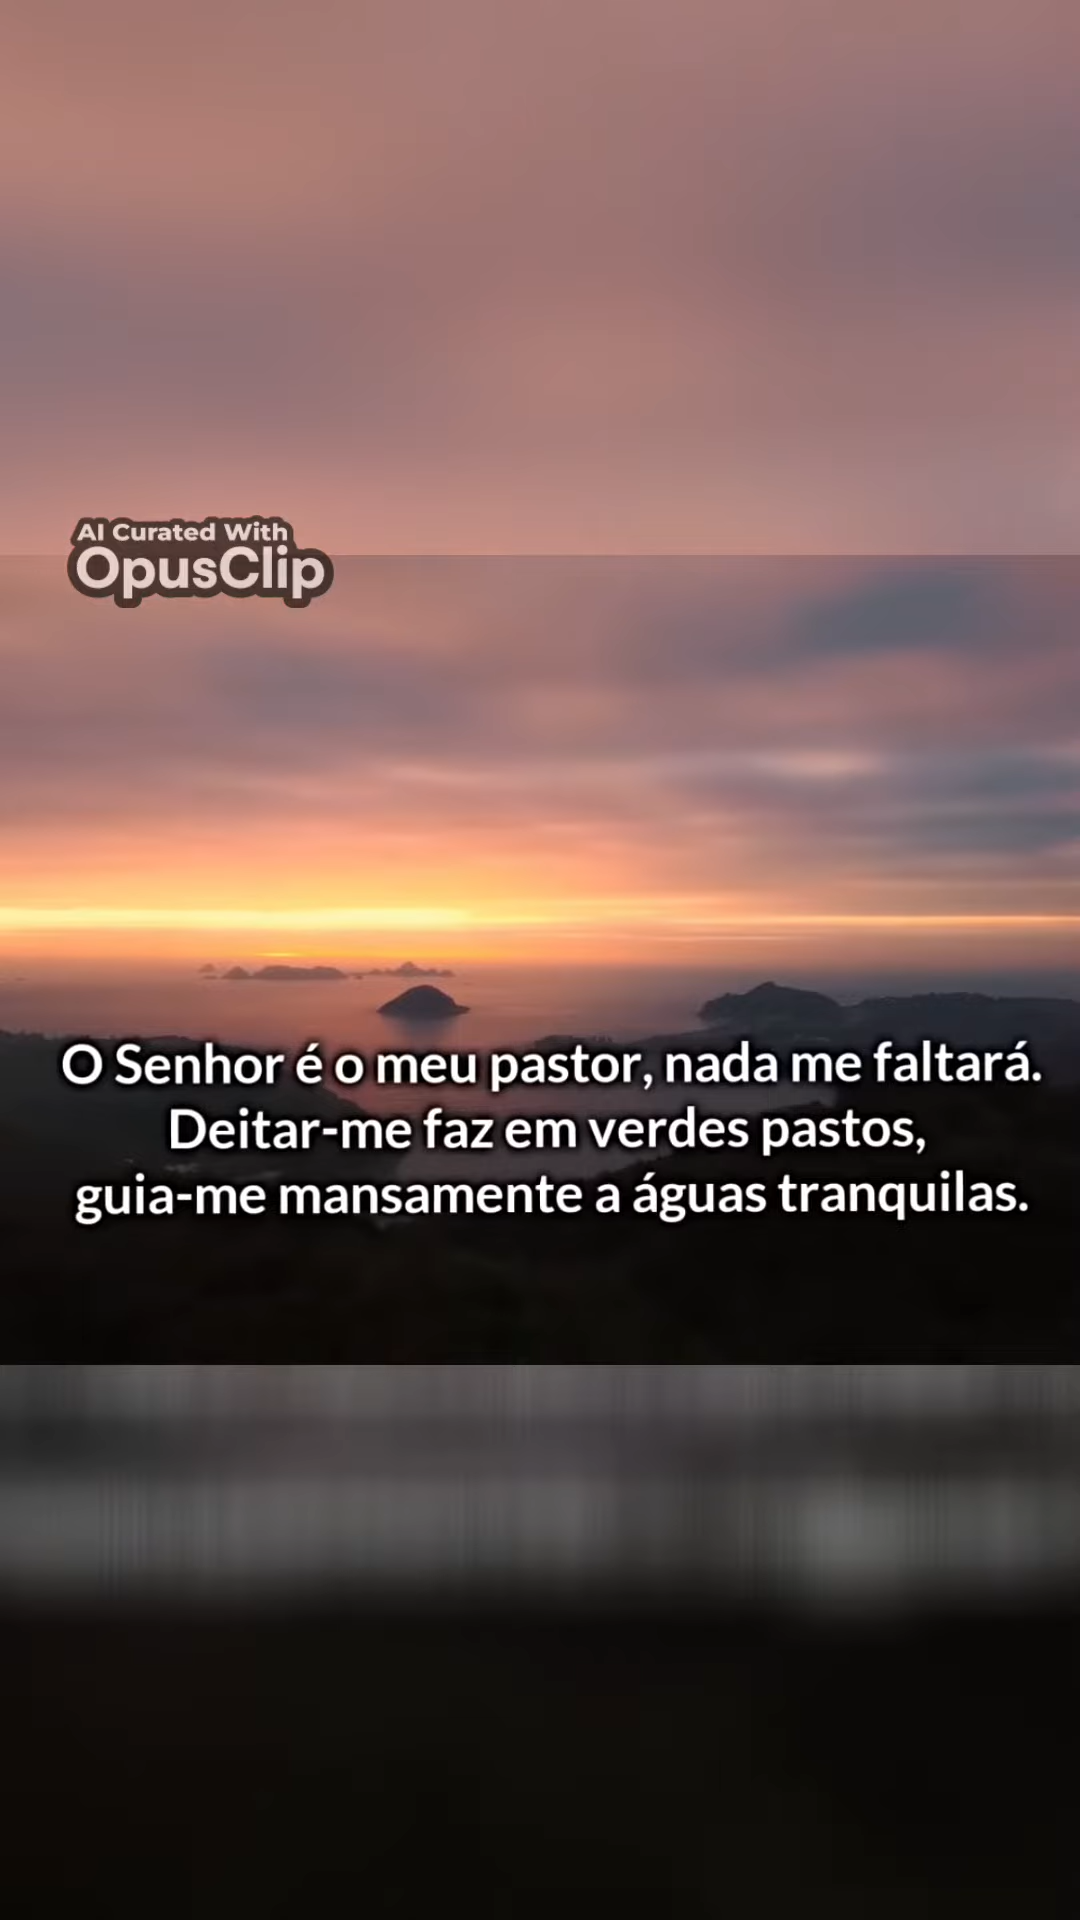 AI Curated With
OpusClip
O Senhor é o meu pastor, nada me faltará.
Deitar-me faz em verdes pastos,
guia-me mansamente a águas tranquilas.